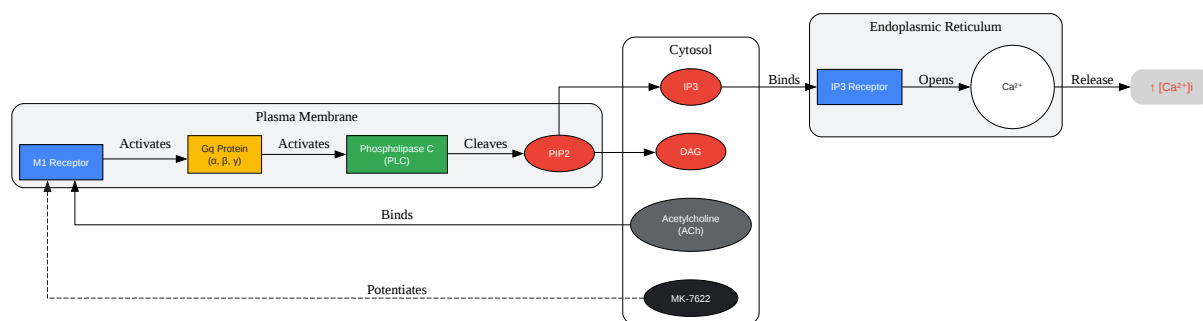 Endoplasmic Reticulum
Cytosol
IP3
Binds
IP3 Receptor
Opens
Ca²⁺
Release
↑ [Ca²⁺]i
Plasma Membrane
M1 Receptor
Activates
Gq Protein
(α, β, γ)
Activates
Phospholipase C
(PLC)
Cleaves
PIP2
DAG
Binds
Acetylcholine
(ACh)
Potentiates
MK-7622